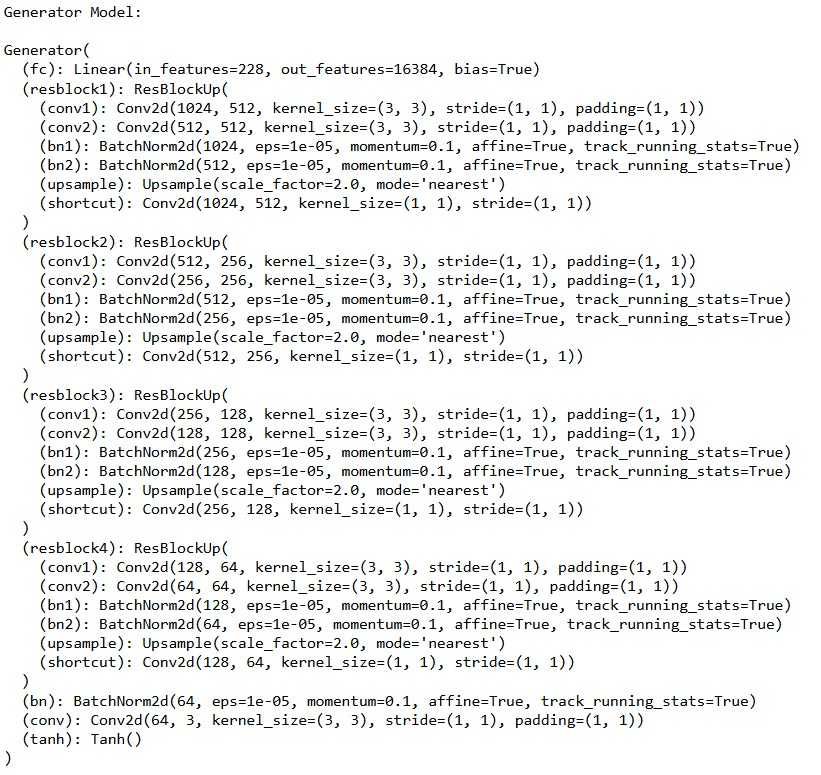 Generator Model:

Generator(
  (fc): Linear(in_features=228, out_features=16384, bias=True)
  (resblock1): ResBlockUp(
    (conv1): Conv2d(1024, 512, kernel_size=(3, 3), stride=(1, 1), padding=(1, 1))
    (conv2): Conv2d(512, 512, kernel_size=(3, 3), stride=(1, 1), padding=(1, 1))
    (bn1): BatchNorm2d(1024, eps=1e-05, momentum=0.1, affine=True, track_running_stats=True)
    (bn2): BatchNorm2d(512, eps=1e-05, momentum=0.1, affine=True, track_running_stats=True)
    (upsample): Upsample(scale_factor=2.0, mode='nearest')
    (shortcut): Conv2d(1024, 512, kernel_size=(1, 1), stride=(1, 1))
  )
  (resblock2): ResBlockUp(
    (conv1): Conv2d(512, 256, kernel_size=(3, 3), stride=(1, 1), padding=(1, 1))
    (conv2): Conv2d(256, 256, kernel_size=(3, 3), stride=(1, 1), padding=(1, 1))
    (bn1): BatchNorm2d(512, eps=1e-05, momentum=0.1, affine=True, track_running_stats=True)
    (bn2): BatchNorm2d(256, eps=1e-05, momentum=0.1, affine=True, track_running_stats=True)
    (upsample): Upsample(scale_factor=2.0, mode='nearest')
    (shortcut): Conv2d(512, 256, kernel_size=(1, 1), stride=(1, 1))
  )
  (resblock3): ResBlockUp(
    (conv1): Conv2d(256, 128, kernel_size=(3, 3), stride=(1, 1), padding=(1, 1))
    (conv2): Conv2d(128, 128, kernel_size=(3, 3), stride=(1, 1), padding=(1, 1))
    (bn1): BatchNorm2d(256, eps=1e-05, momentum=0.1, affine=True, track_running_stats=True)
    (bn2): BatchNorm2d(128, eps=1e-05, momentum=0.1, affine=True, track_running_stats=True)
    (upsample): Upsample(scale_factor=2.0, mode='nearest')
    (shortcut): Conv2d(256, 128, kernel_size=(1, 1), stride=(1, 1))
  )
  (resblock4): ResBlockUp(
    (conv1): Conv2d(128, 64, kernel_size=(3, 3), stride=(1, 1), padding=(1, 1))
    (conv2): Conv2d(64, 64, kernel_size=(3, 3), stride=(1, 1), padding=(1, 1))
    (bn1): BatchNorm2d(128, eps=1e-05, momentum=0.1, affine=True, track_running_stats=True)
    (bn2): BatchNorm2d(64, eps=1e-05, momentum=0.1, affine=True, track_running_stats=True)
    (upsample): Upsample(scale_factor=2.0, mode='nearest')
    (shortcut): Conv2d(128, 64, kernel_size=(1, 1), stride=(1, 1))
  )
  (bn): BatchNorm2d(64, eps=1e-05, momentum=0.1, affine=True, track_running_stats=True)
  (conv): Conv2d(64, 3, kernel_size=(3, 3), stride=(1, 1), padding=(1, 1))
  (tanh): Tanh()
)